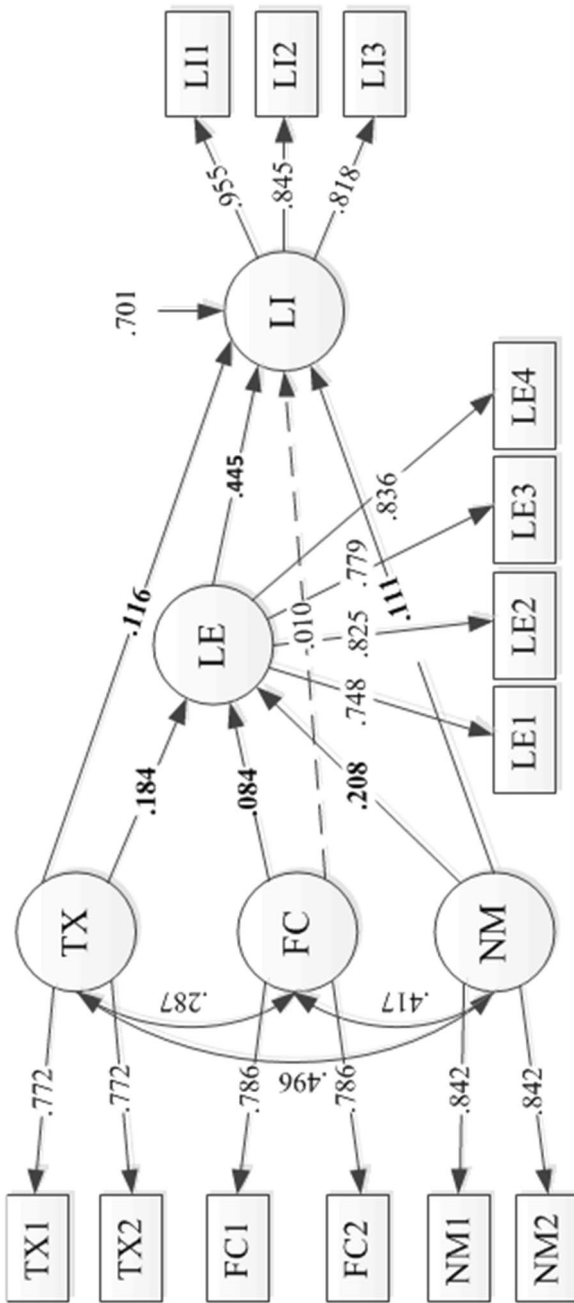 TX1
.772
TX
.116
.701
.955
LI1
TX2
.772
.184
LE
.445
LI
.845
LI2
.818
LI3
FC1
.786
.287
FC
.084
.010
FC2
.786
.496
.417
.208
.748
.825
.779
.836
.111
NM1
.842
NM
NM2
.842
LE1
LE2
LE3
LE4